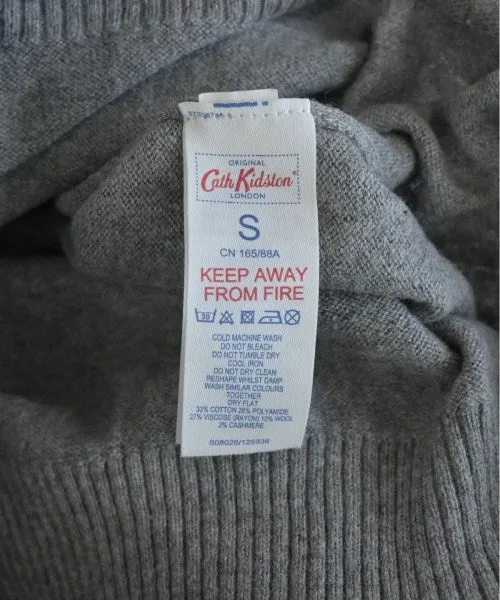 ORIGINAL
Cath Kidston
LONDON
S
CN 165/88A
KEEP AWAY
FROM FIRE
30
COLD MACHINE WASH
DO NOT BLEACH
DO NOT TUMBLE DRY
COOL IRON
DO NOT DRY CLEAN
RESHAPE WHILST DAMP
WASH SIMILAR COLOURS
TOGETHER
DRY FLAT
33% COTTON 28% POLYAMIDE
27% VISCOSE (RAYON) 10% WOOL
2% CASHMERE
808026/125936